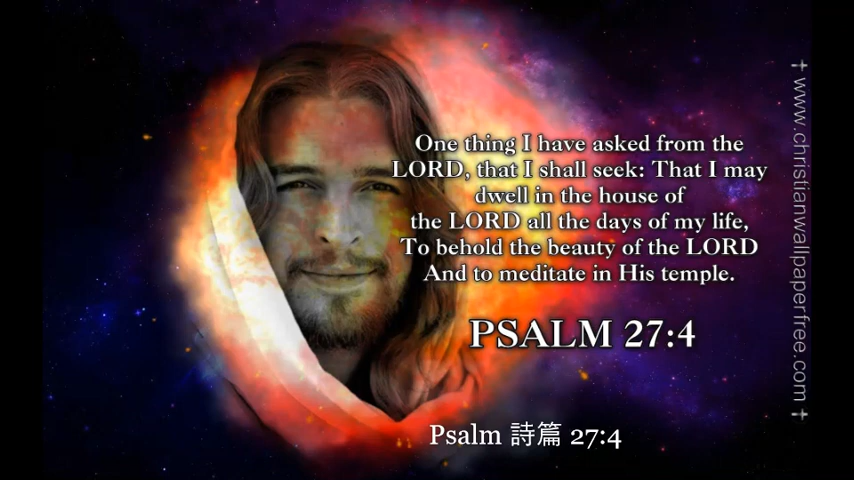 One thing I have asked from the
LORD, that I shall seek: That I may
dwell in the house of
the LORD all the days of my life,
To behold the beauty of the LORD
And to meditate in His temple.
PSALM 27:4
Psalm 詩篇 27:4
www.christianwallpaperfree.com